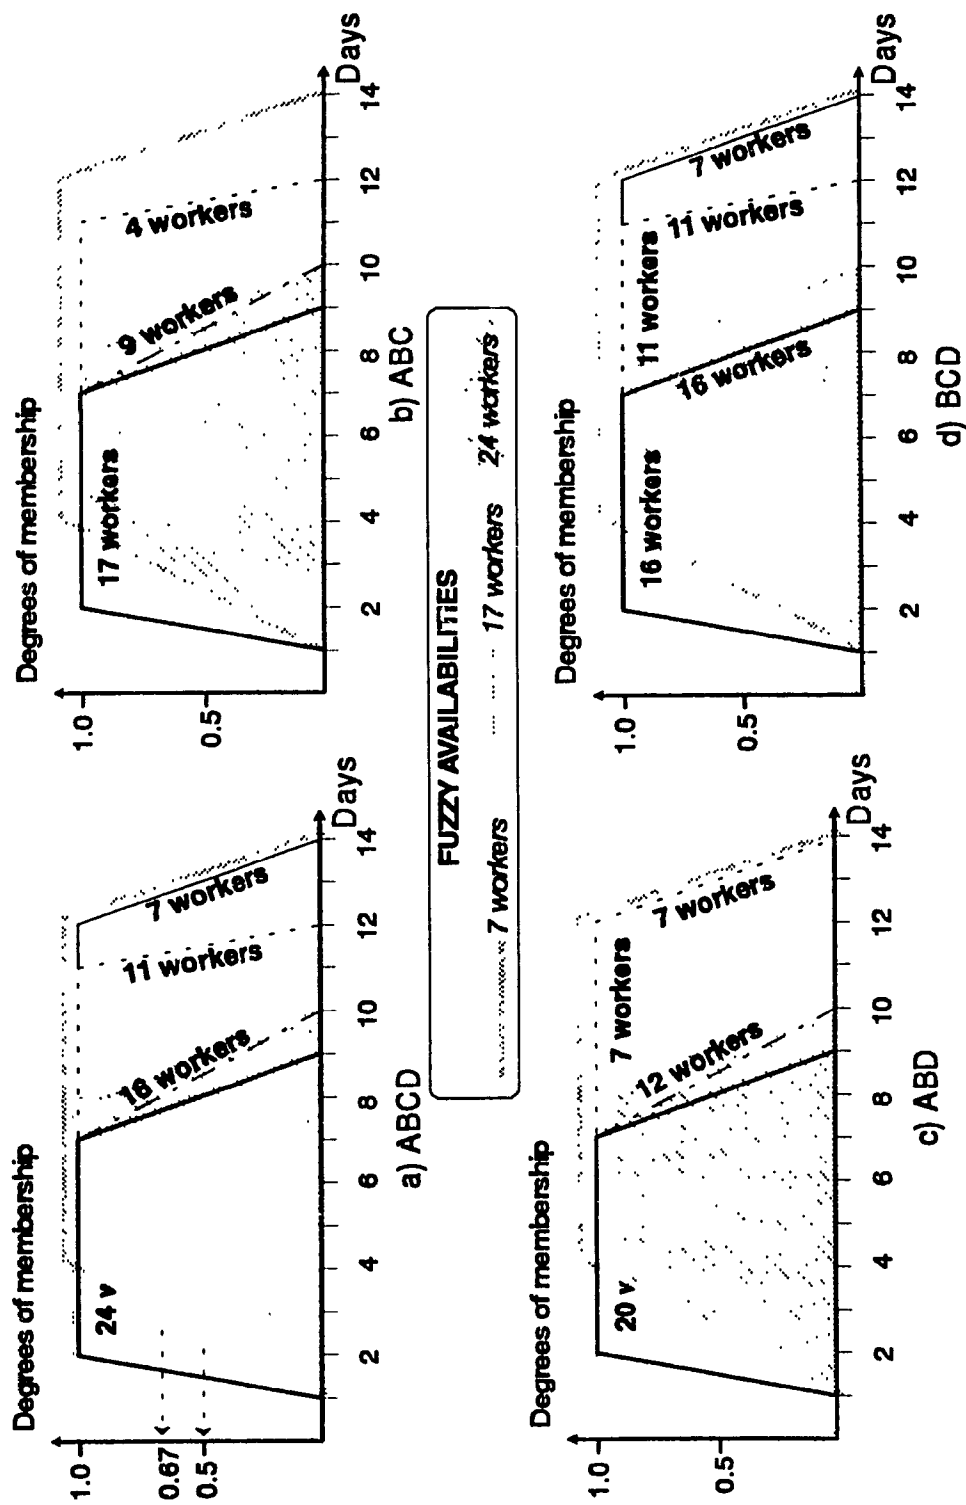 Degrees of membership
1.0
0.67
0.5
24 v
16 workers
11 workers
7 workers
2
4
6
8
10
12
14
Days
a) ABCD
Degrees of membership
1.0
0.5
17 workers
9 workers
4 workers
2
4
6
8
10
12
14
Days
b) ABC
FUZZY AVAILABILITIES
7 workers
17 workers
24 workers
Degrees of membership
1.0
0.5
20 v
12 workers
7 workers
7 workers
2
4
6
8
10
12
14
Days
c) ABD
Degrees of membership
1.0
0.5
16 workers
16 workers
11 workers
11 workers
7 workers
2
4
6
8
10
12
14
Days
d) BCD